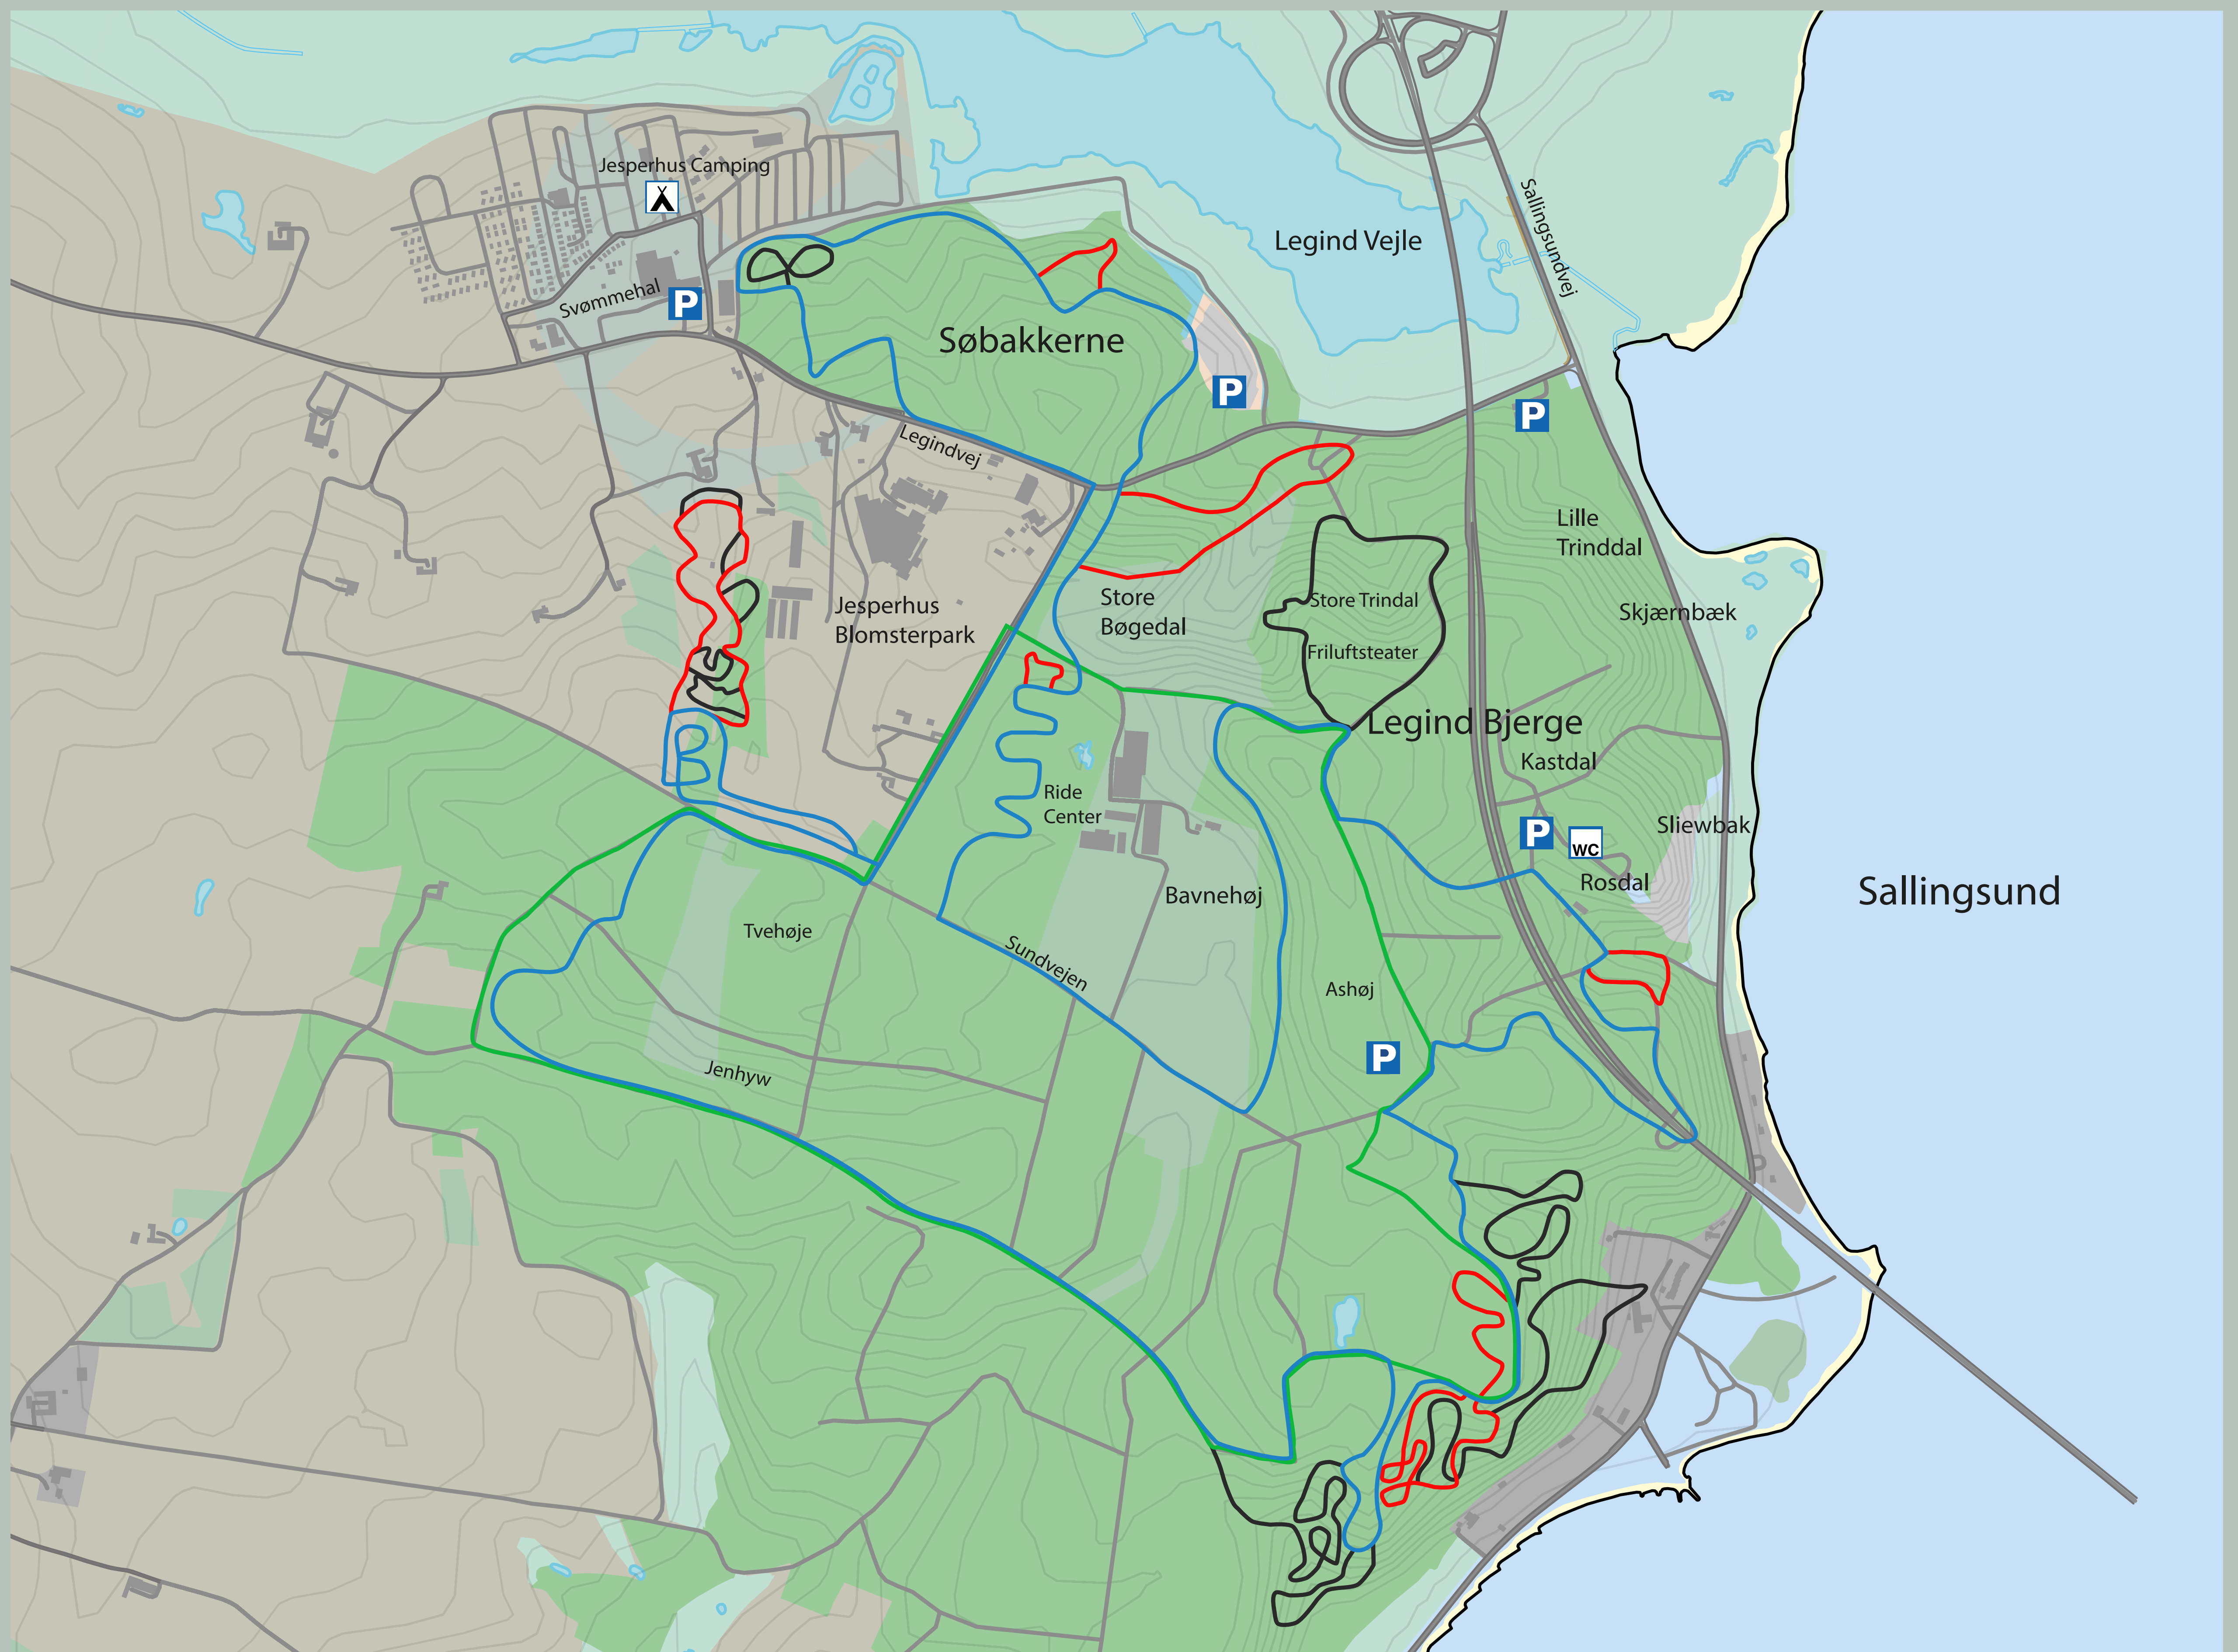 Jesperhus Camping
Svømmehal
P
Søbakkerne
Legind Vejle
Sallingsundvej
P
P
Legindvej
Lille
Trinddal
Store
Bøgedal
Store Trindal
Friluftsteater
Skjærnbæk
Jesperhus
Blomsterpark
Legind Bjerge
Kastdal
Ride
Center
P
WC
Sliewbak
Rosdal
Sallingsund
Bavnehøj
Tvehøje
Sundvejen
Ashøj
P
Jenhyw